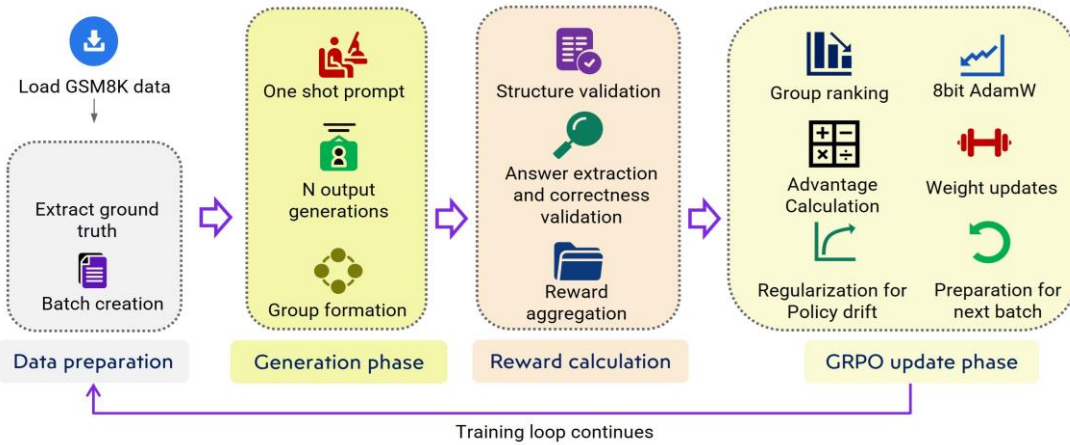 Load GSM8K data
Extract ground
truth
Batch creation
Data preparation
One shot prompt
N output
generations
Group formation
Generation phase
Structure validation
Answer extraction
and correctness
validation
Reward
aggregation
Reward calculation
Group ranking
8bit AdamW
Advantage
Calculation
Weight updates
Regularization for
Policy drift
Preparation for
next batch
GRPO update phase
Training loop continues